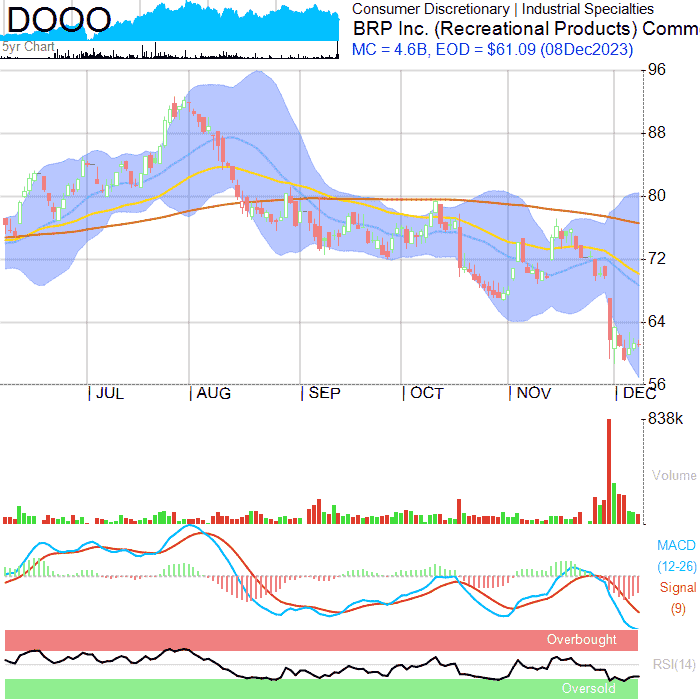 DOOO
5yr Chart
Consumer Discretionary | Industrial Specialties
BRP Inc. (Recreational Products) Comm
MC = 4.6B, EOD = $61.09 (08Dec2023)
96
88
80
72
64
56
JUL AUG SEP OCT NOV DEC
838k
Volume
MACD
(12-26)
Signal
(9)
Overbought
RSI(14)
Oversold